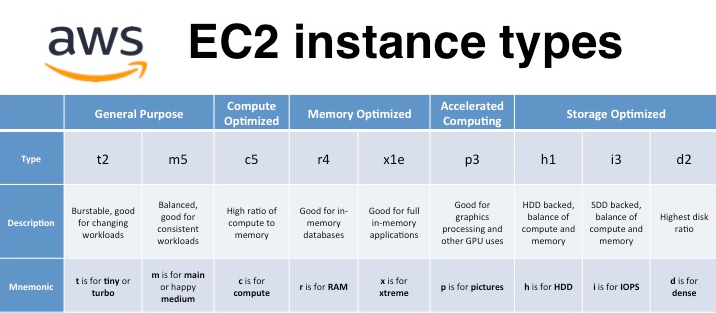 aws EC2 instance types
General Purpose
Compute
Optimized
Memory Optimized
Accelerated
Computing
Storage Optimized
Type
t2
m5
c5
r4
x1e
p3
h1
i3
d2
Description
Burstable, good
for changing
workloads
Balanced,
good for
consistent
workloads
High ratio of
compute to
memory
Good for in-
memory
databases
Good for full
in-memory
applications
Good for
graphics
processing and
other GPU uses
HDD backed,
balance of
compute and
memory
SDD backed,
balance of
compute and
memory
Highest disk
ratio
Mnemonic
t is for tiny or
turbo
m is for main
or happy
medium
c is for
compute
r is for RAM
x is for
xtreme
p is for pictures
h is for HDD
i is for IOPS
d is for
dense